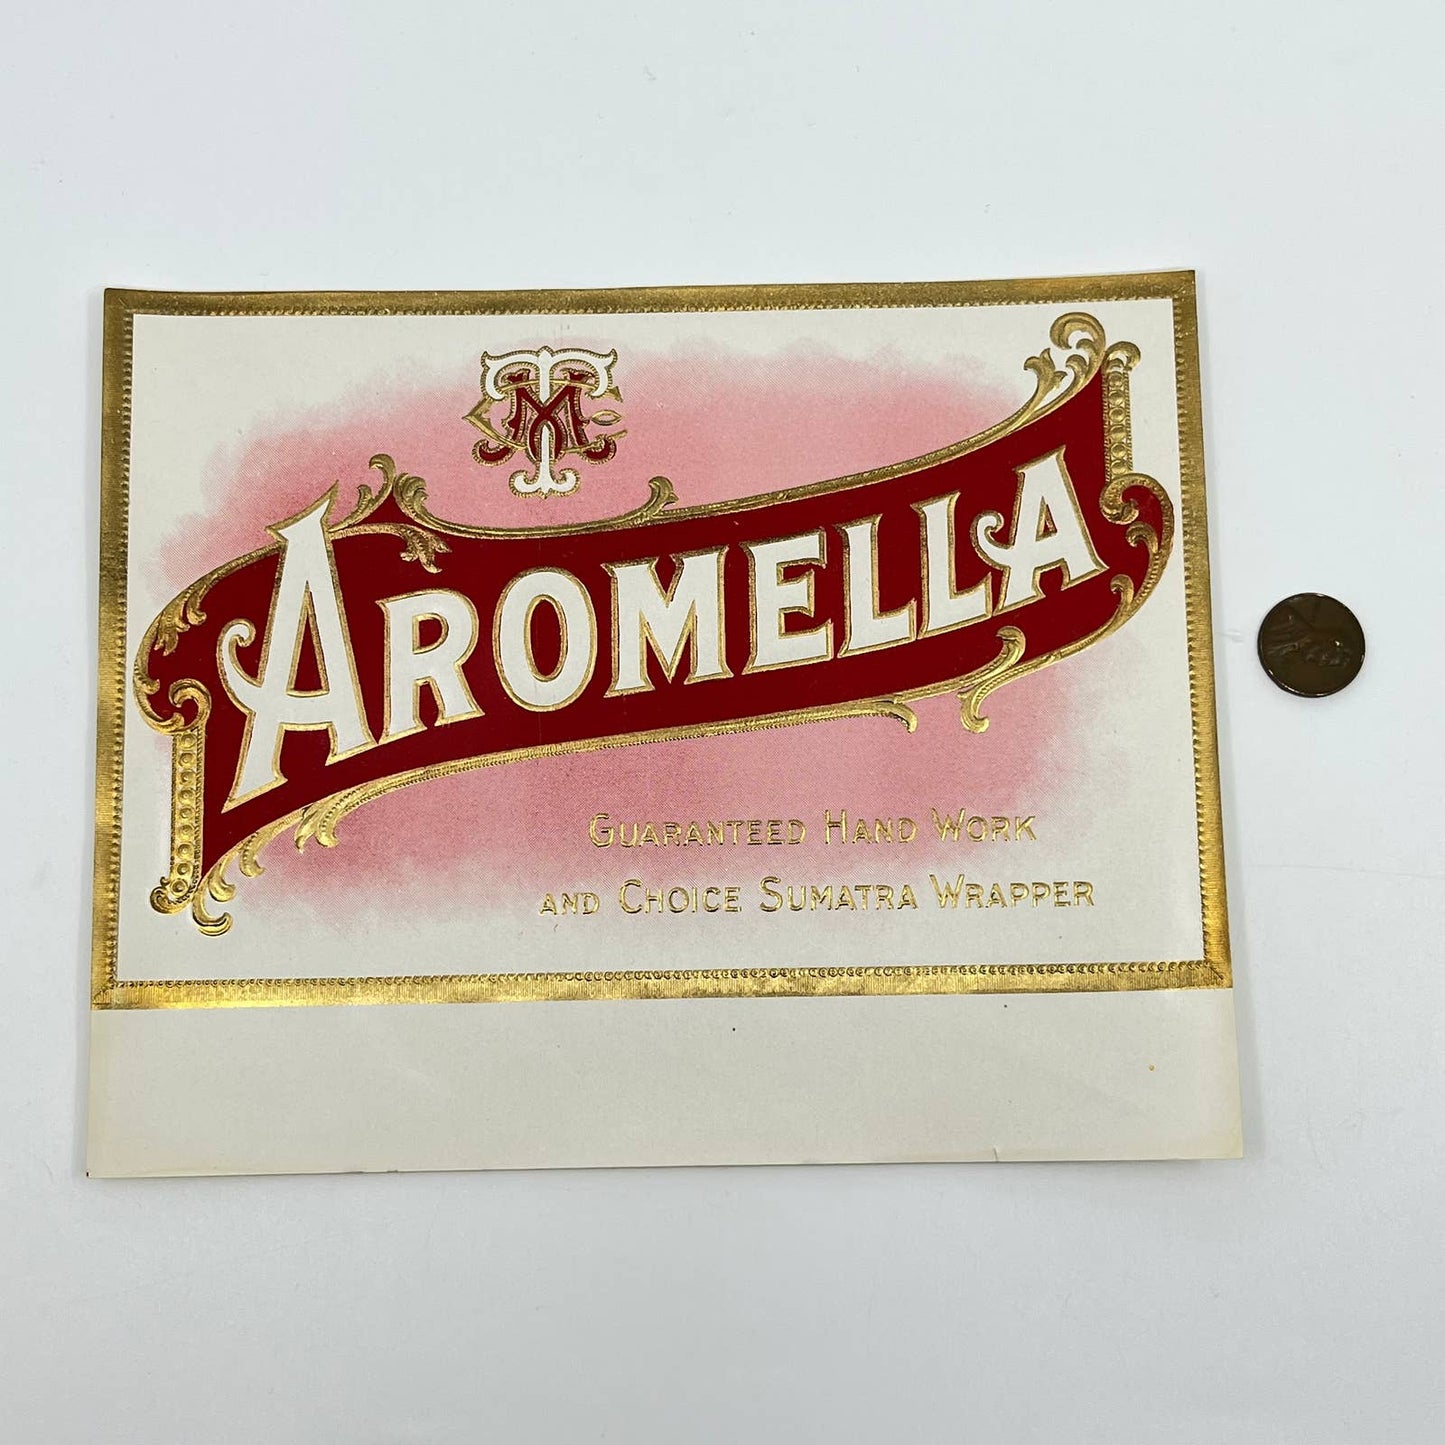 AROMELLA
GUARANTEED HAND WORK
AND CHOICE SUMATRA WRAPPER